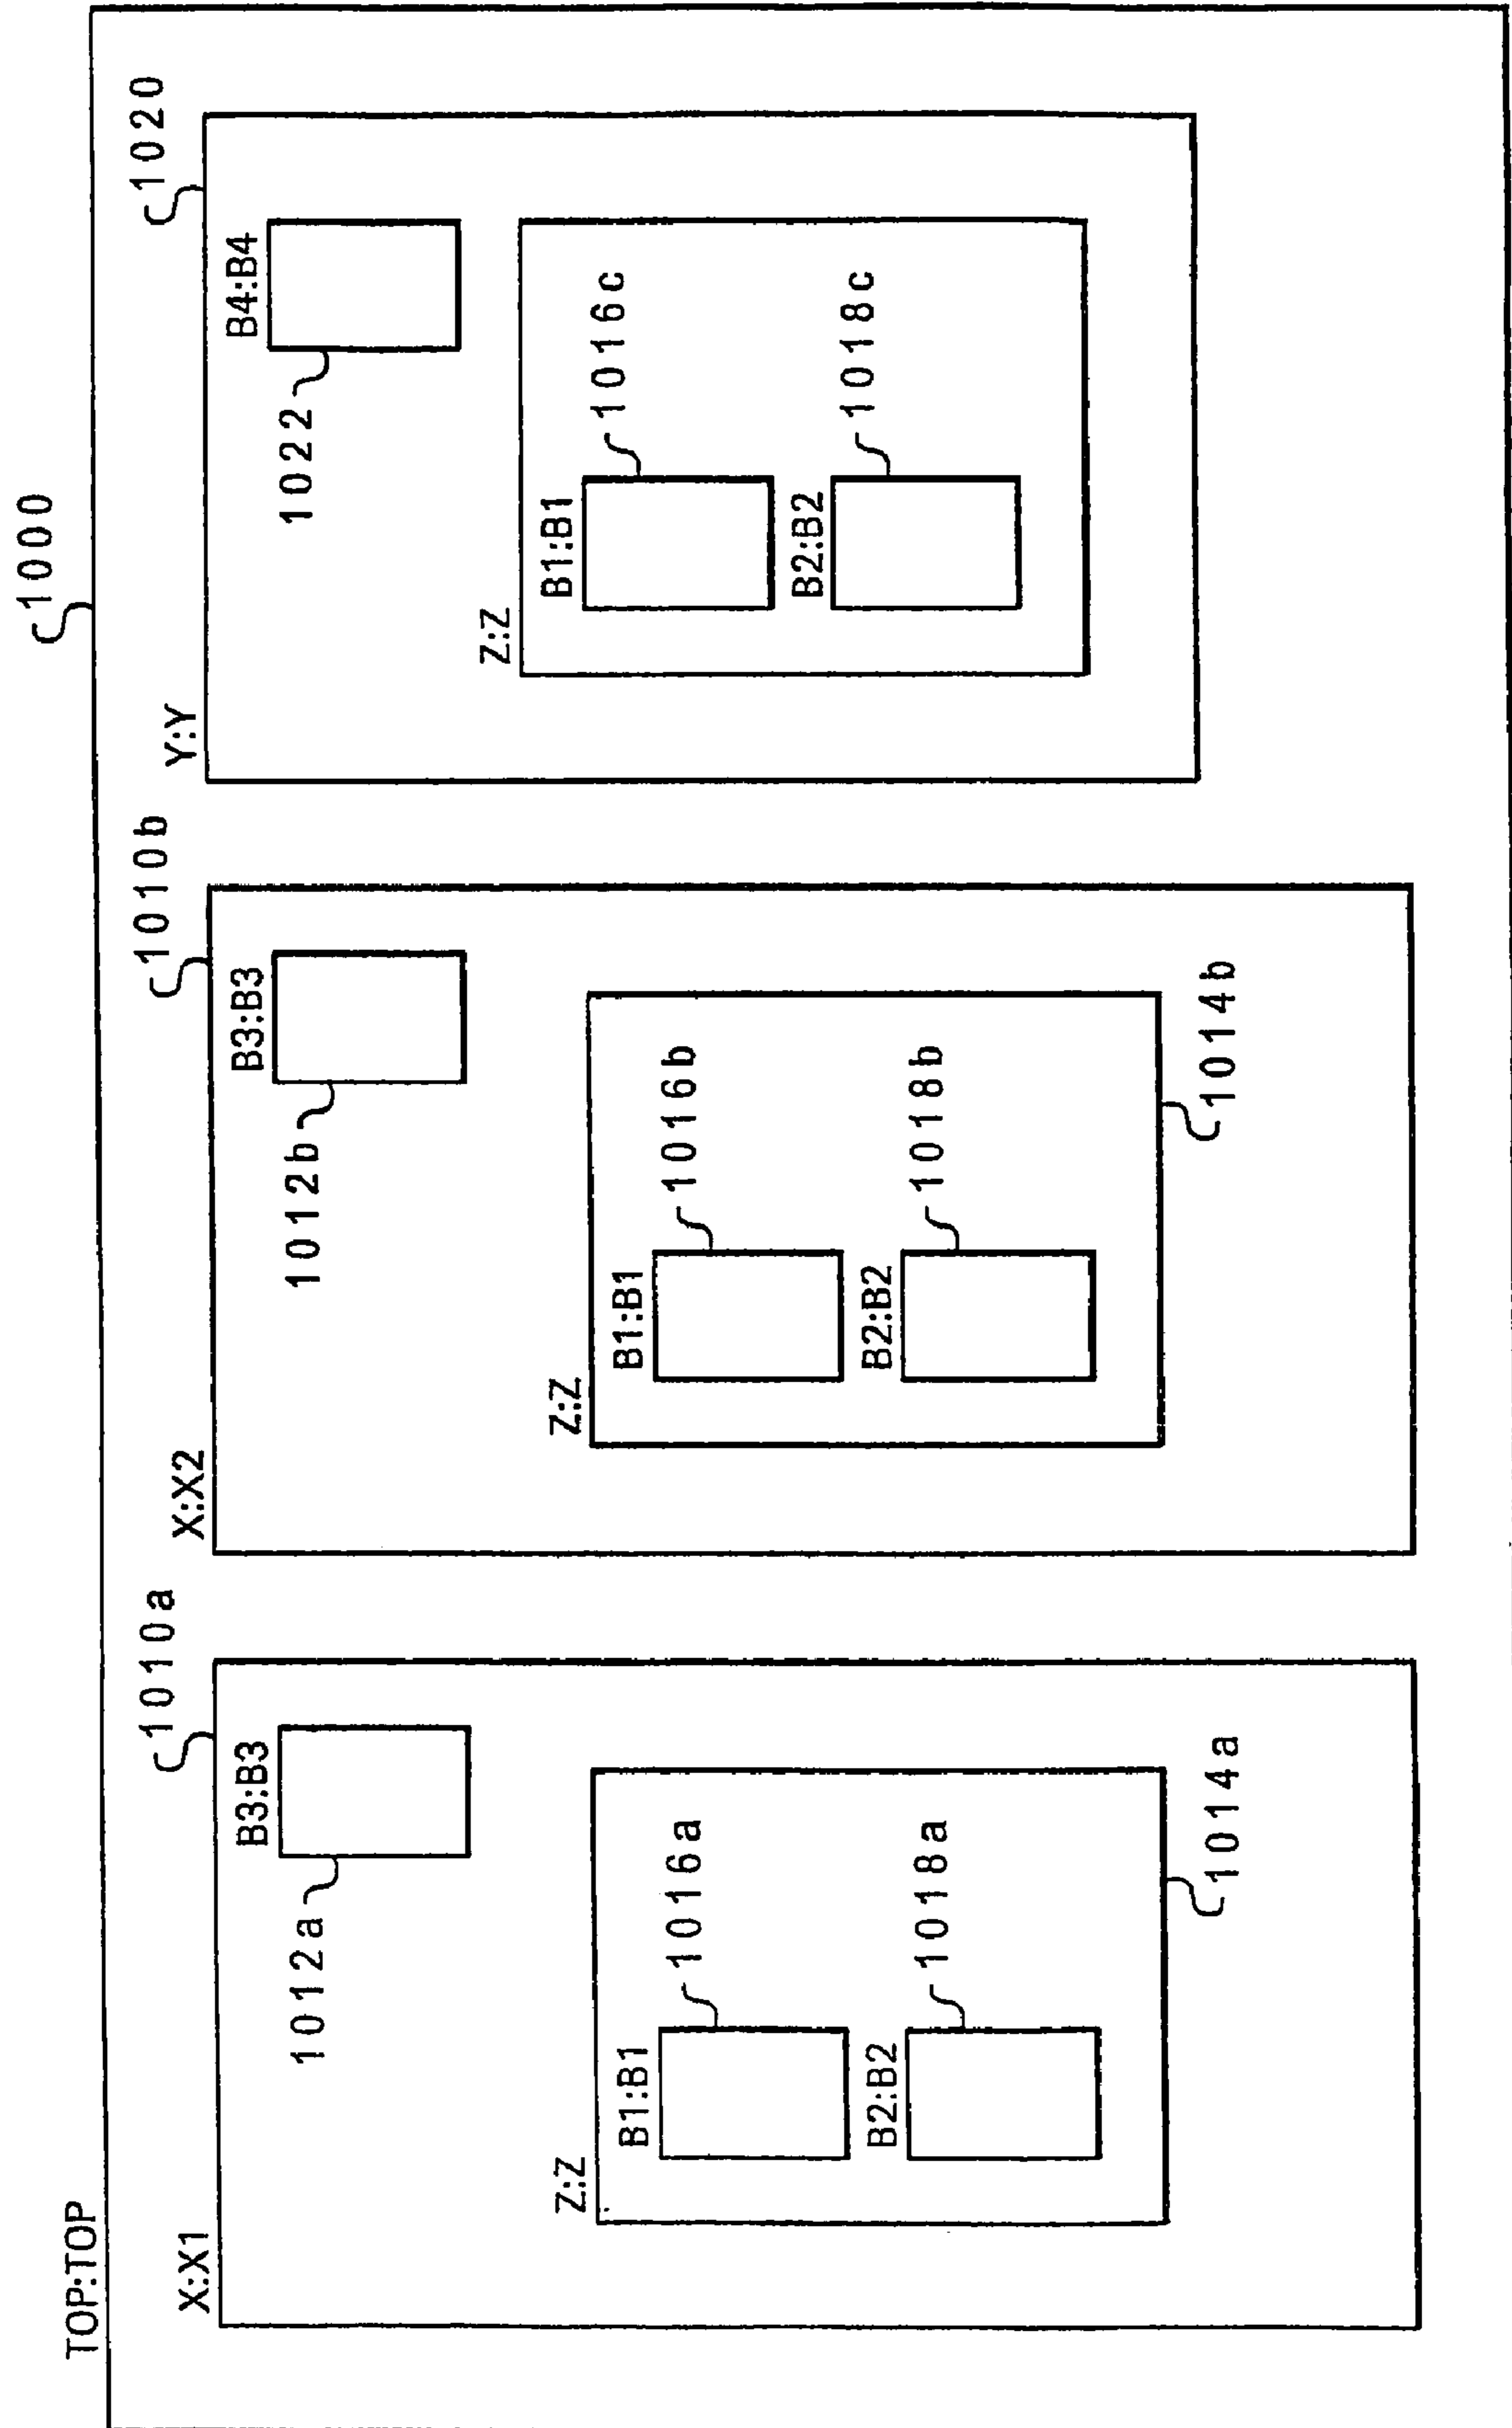 1000
TOP:TOP
X:X1
1010a
B3:B3
1012a
Z:Z
B1:B1
1016a
B2:B2
1018a
1014a
X:X2
1010b
B3:B3
1012b
Z:Z
B1:B1
1016b
B2:B2
1018b
1014b
Y:Y
1020
B4:B4
1022
Z:Z
B1:B1
1016c
B2:B2
1018c